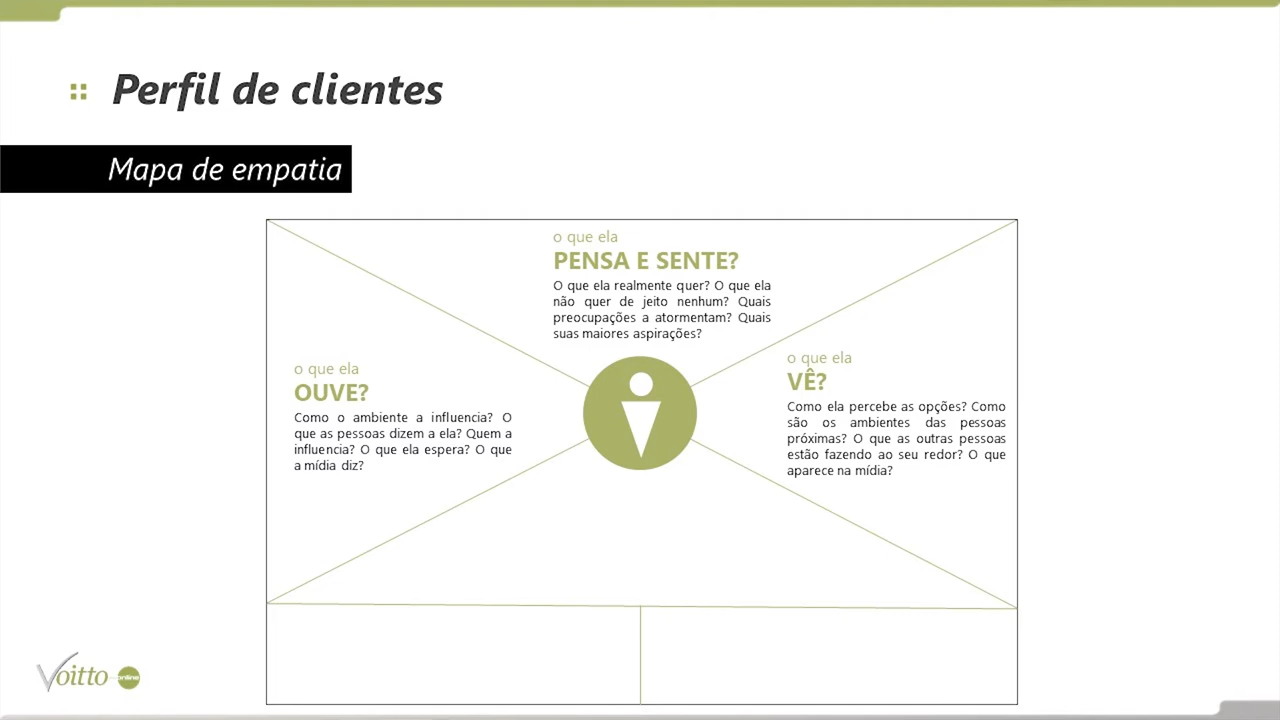 Perfil de clientes
Mapa de empatia
o que ela
PENSA E SENTE?
O que ela realmente quer? O que ela
não quer de jeito nenhum? Quais
preocupações a atormentam? Quais
suas maiores aspirações?
o que ela
OUVE?
Como o ambiente a influencia? O
que as pessoas dizem a ela? Quem a
influencia? O que ela espera? O que
a mídia diz?
o que ela
VÊ?
Como ela percebe as opções? Como
são os ambientes das pessoas
próximas? O que as outras pessoas
estão fazendo ao seu redor? O que
aparece na mídia?
Voitto online